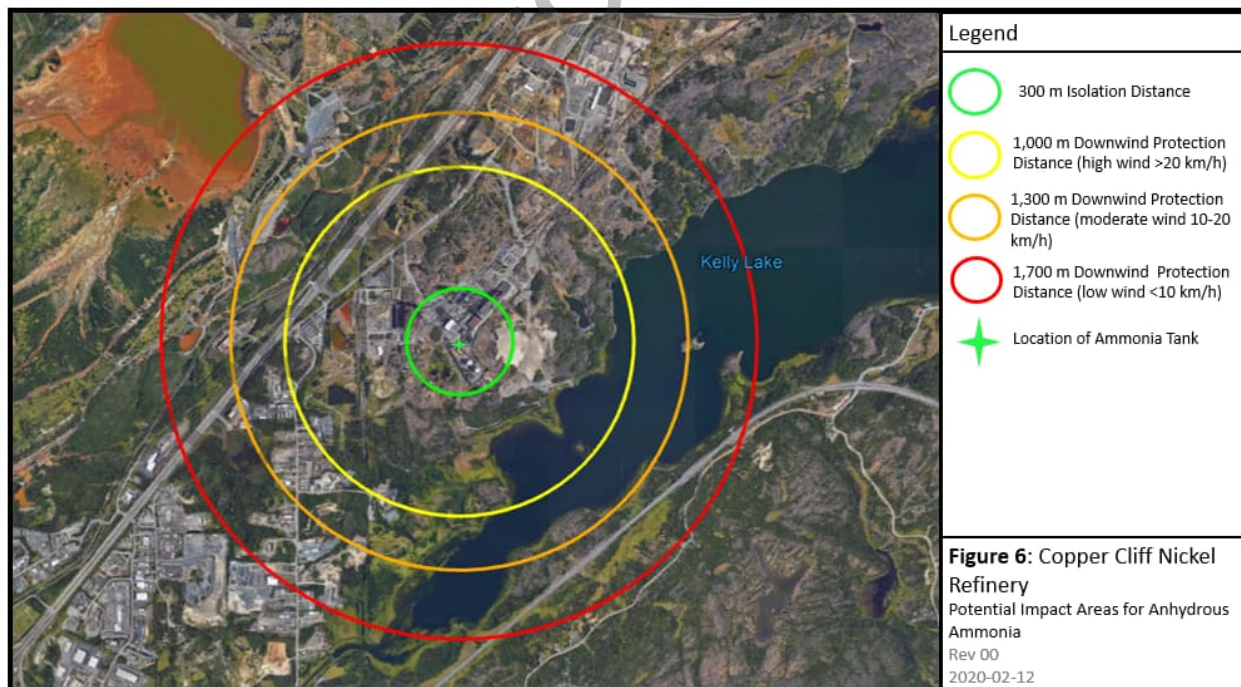 Kelly Lake
Legend
300 m Isolation Distance
1,000 m Downwind Protection
Distance (high wind >20 km/h)
1,300 m Downwind Protection
Distance (moderate wind 10-20
km/h)
1,700 m Downwind  Protection
Distance (low wind <10 km/h)
Location of Ammonia Tank
Figure 6: Copper Cliff Nickel
Refinery
Potential Impact Areas for Anhydrous
Ammonia
Rev 00
2020-02-12